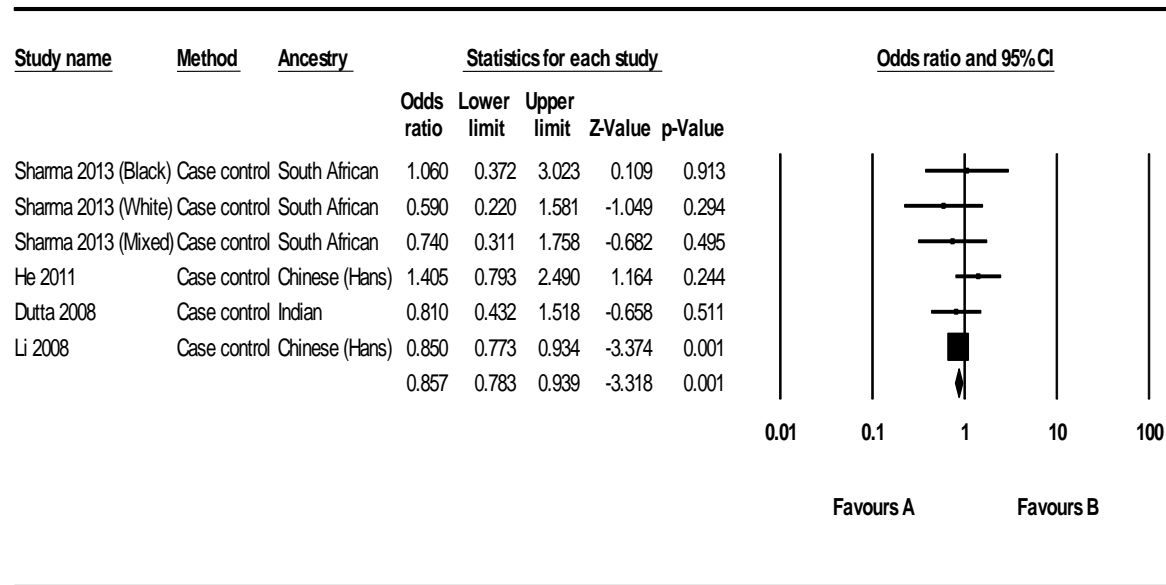 Study name Method Ancestry Statistics for each study Odds ratio and 95% CI
Odds Lower Upper
ratio limit limit Z-Value p-Value
Sharma 2013 (Black) Case control South African 1.060 0.372 3.023 0.109 0.913
Sharma 2013 (White) Case control South African 0.590 0.220 1.581 -1.049 0.294
Sharma 2013 (Mixed) Case control South African 0.740 0.311 1.758 -0.682 0.495
He 2011 Case control Chinese (Hans) 1.405 0.793 2.490 1.164 0.244
Dutta 2008 Case control Indian 0.810 0.432 1.518 -0.658 0.511
Li 2008 Case control Chinese (Hans) 0.850 0.773 0.934 -3.374 0.001
0.857 0.783 0.939 -3.318 0.001
0.01 0.1 1 10 100
Favours A Favours B